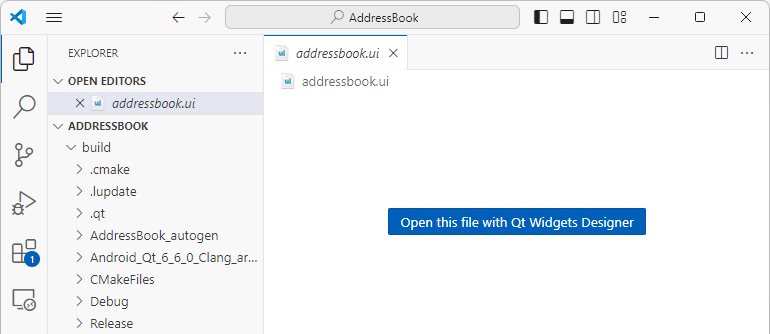 AddressBook
EXPLORER
addressbook.ui
OPEN EDITORS
addressbook.ui
addressbook.ui
ADDRESSBOOK
build
.cmake
.lupdate
.qt
Open this file with Qt Widgets Designer
AddressBook_autogen
Android_Qt_6_6_0_Clang_ar...
1
CMakeFiles
Debug
Release